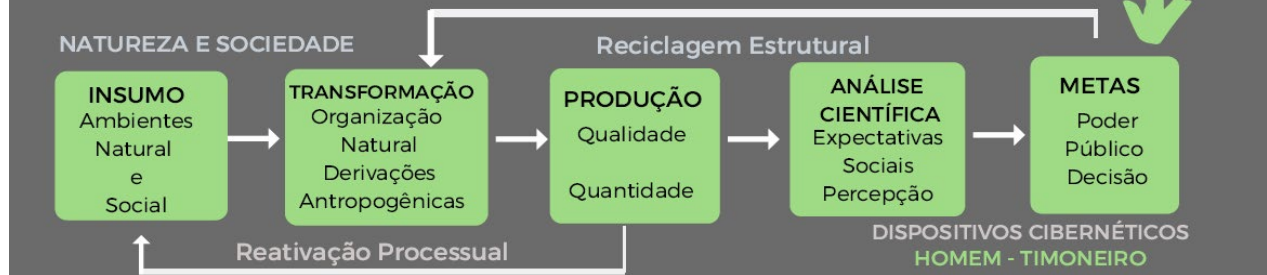 NATUREZA E SOCIEDADE
Reciclagem Estrutural
INSUMO
Ambientes
Natural
e
Social
TRANSFORMAÇÃO
Organização
Natural
Derivações
Antropogênicas
PRODUÇÃO
Qualidade
Quantidade
ANÁLISE
CIENTÍFICA
Expectativas
Sociais
Percepção
METAS
Poder
Público
Decisão
Reativação Processual
DISPOSITIVOS CIBERNÉTICOS
HOMEM - TIMONEIRO